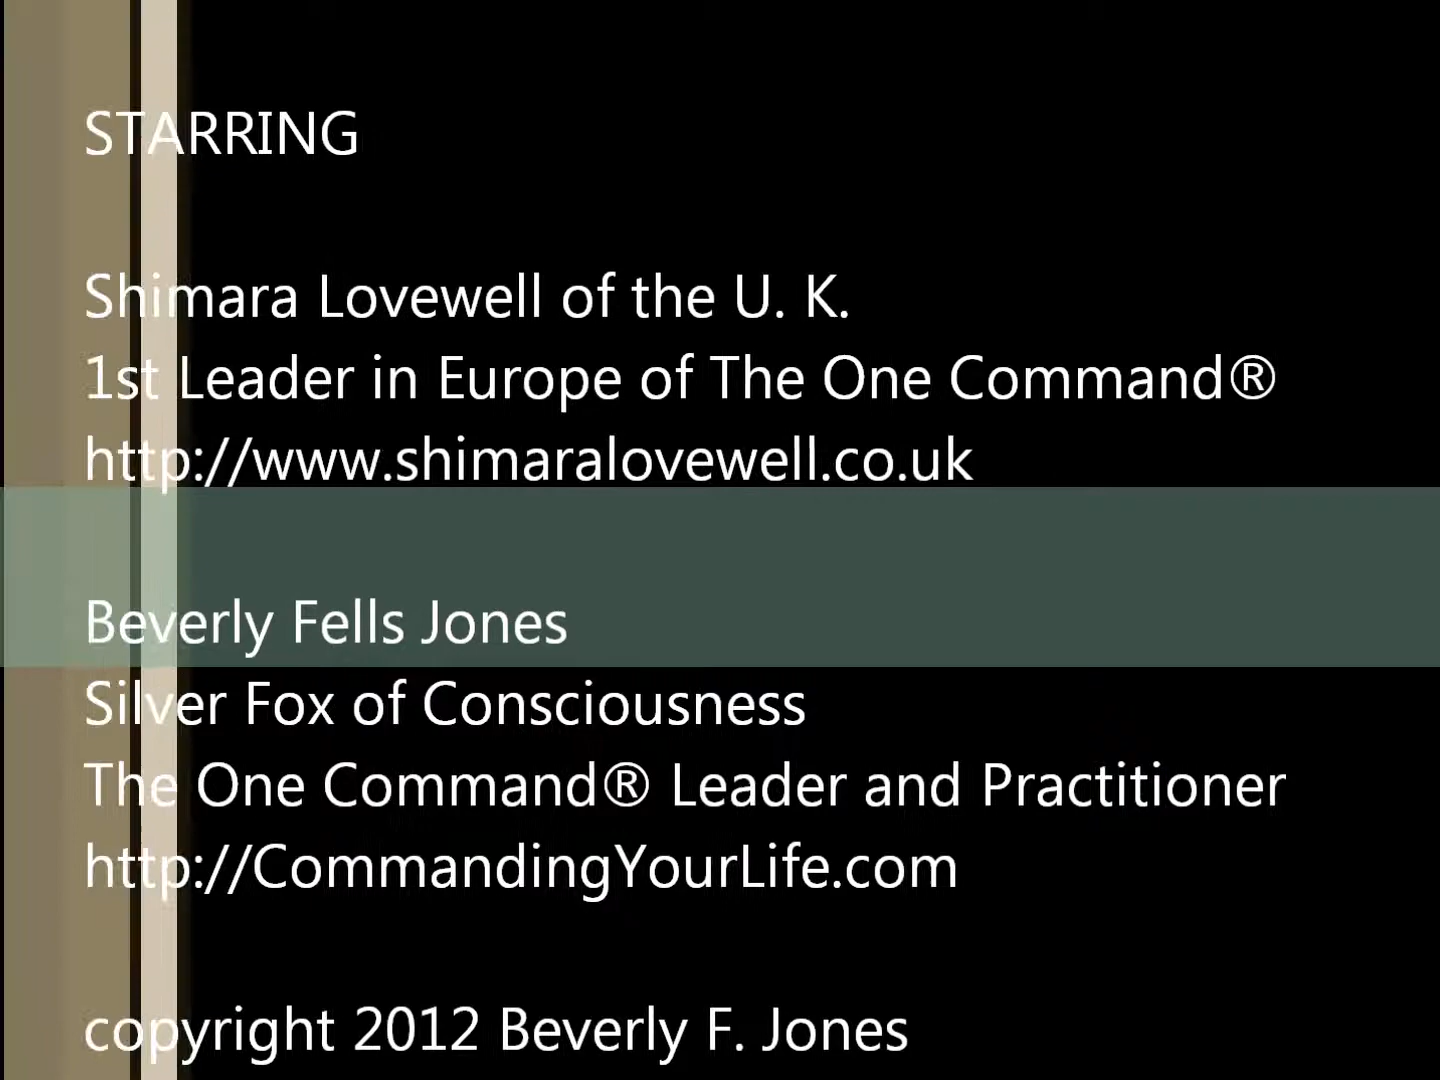 STARRING
Shimara Lovewell of the U. K.
1st Leader in Europe of The One Command®
http://www.shimaralovewell.co.uk
Beverly Fells Jones
Silver Fox of Consciousness
The One Command® Leader and Practitioner
http://CommandingYourLife.com
copyright 2012 Beverly F. Jones